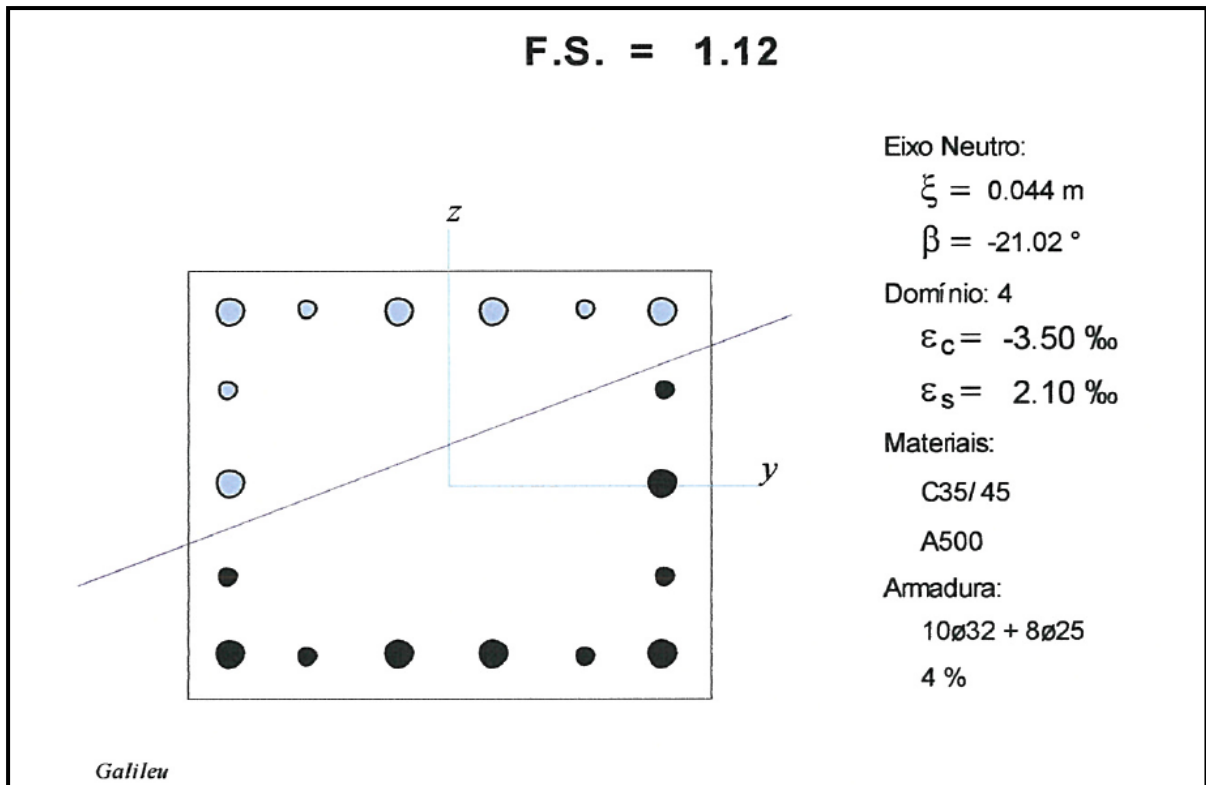 F.S. = 1.12
Eixo Neutro:
ξ = 0.044 m
β = -21.02 °
Domínio: 4
εc = -3.50 ‰
εs = 2.10 ‰
Materiais:
C35/45
A500
Armadura:
10ø32 + 8ø25
4 %
z
y
Galileu